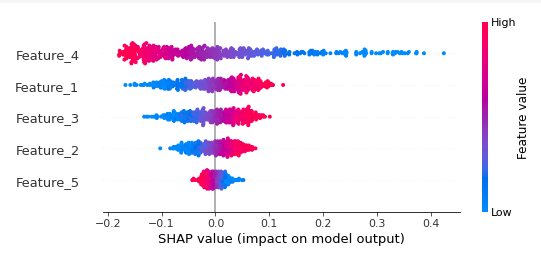 High
Feature_4
Feature_1
Feature_3
Feature_2
Feature_5
Feature value
Low
−0.2 −0.1 0.0 0.1 0.2 0.3 0.4
SHAP value (impact on model output)